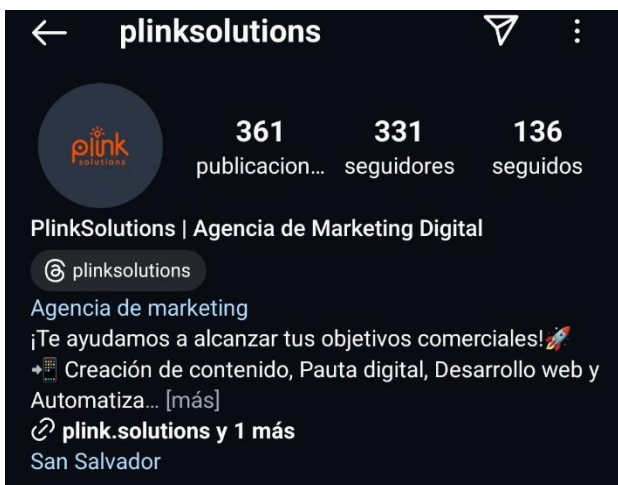 plinksolutions
plink
solutions
361 331 136
publicacion... seguidores seguidos
PlinkSolutions | Agencia de Marketing Digital
plinksolutions
Agencia de marketing
¡Te ayudamos a alcanzar tus objetivos comerciales!🚀
📲 Creación de contenido, Pauta digital, Desarrollo web y
Automatiza... [más]
plink.solutions y 1 más
San Salvador